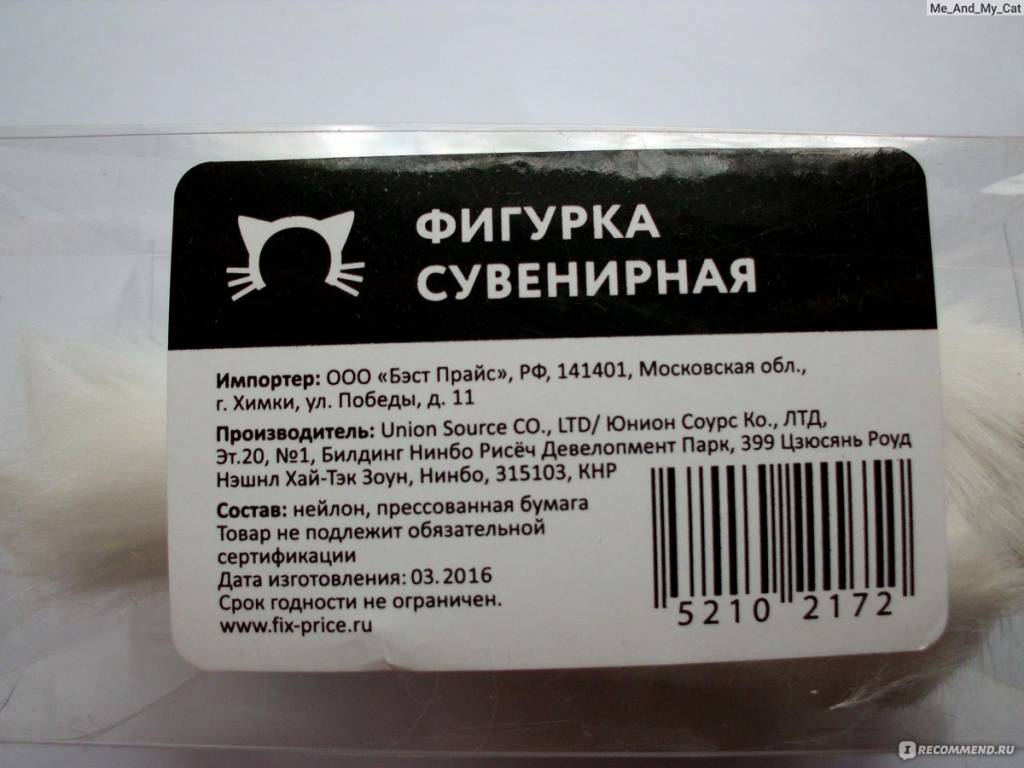 Me_And_My_Cat
ФИГУРКА
СУВЕНИРНАЯ
Импортер: ООО «Бэст Прайс», РФ, 141401, Московская обл.,
г. Химки, ул. Победы, д. 11
Производитель: Union Source CO., LTD/ Юнион Соурс Ко., ЛТД,
Эт.20, №1, Билдинг Нинбо Рисёч Девелопмент Парк, 399 Цзюсянь Роуд
Нэшнл Хай-Тэк Зоун, Нинбо, 315103, КНР
Состав: нейлон, прессованная бумага
Товар не подлежит обязательной
сертификации
Дата изготовления: 03.2016
Срок годности не ограничен.
www.fix-price.ru
5210 2172
I RECOMMEND.RU